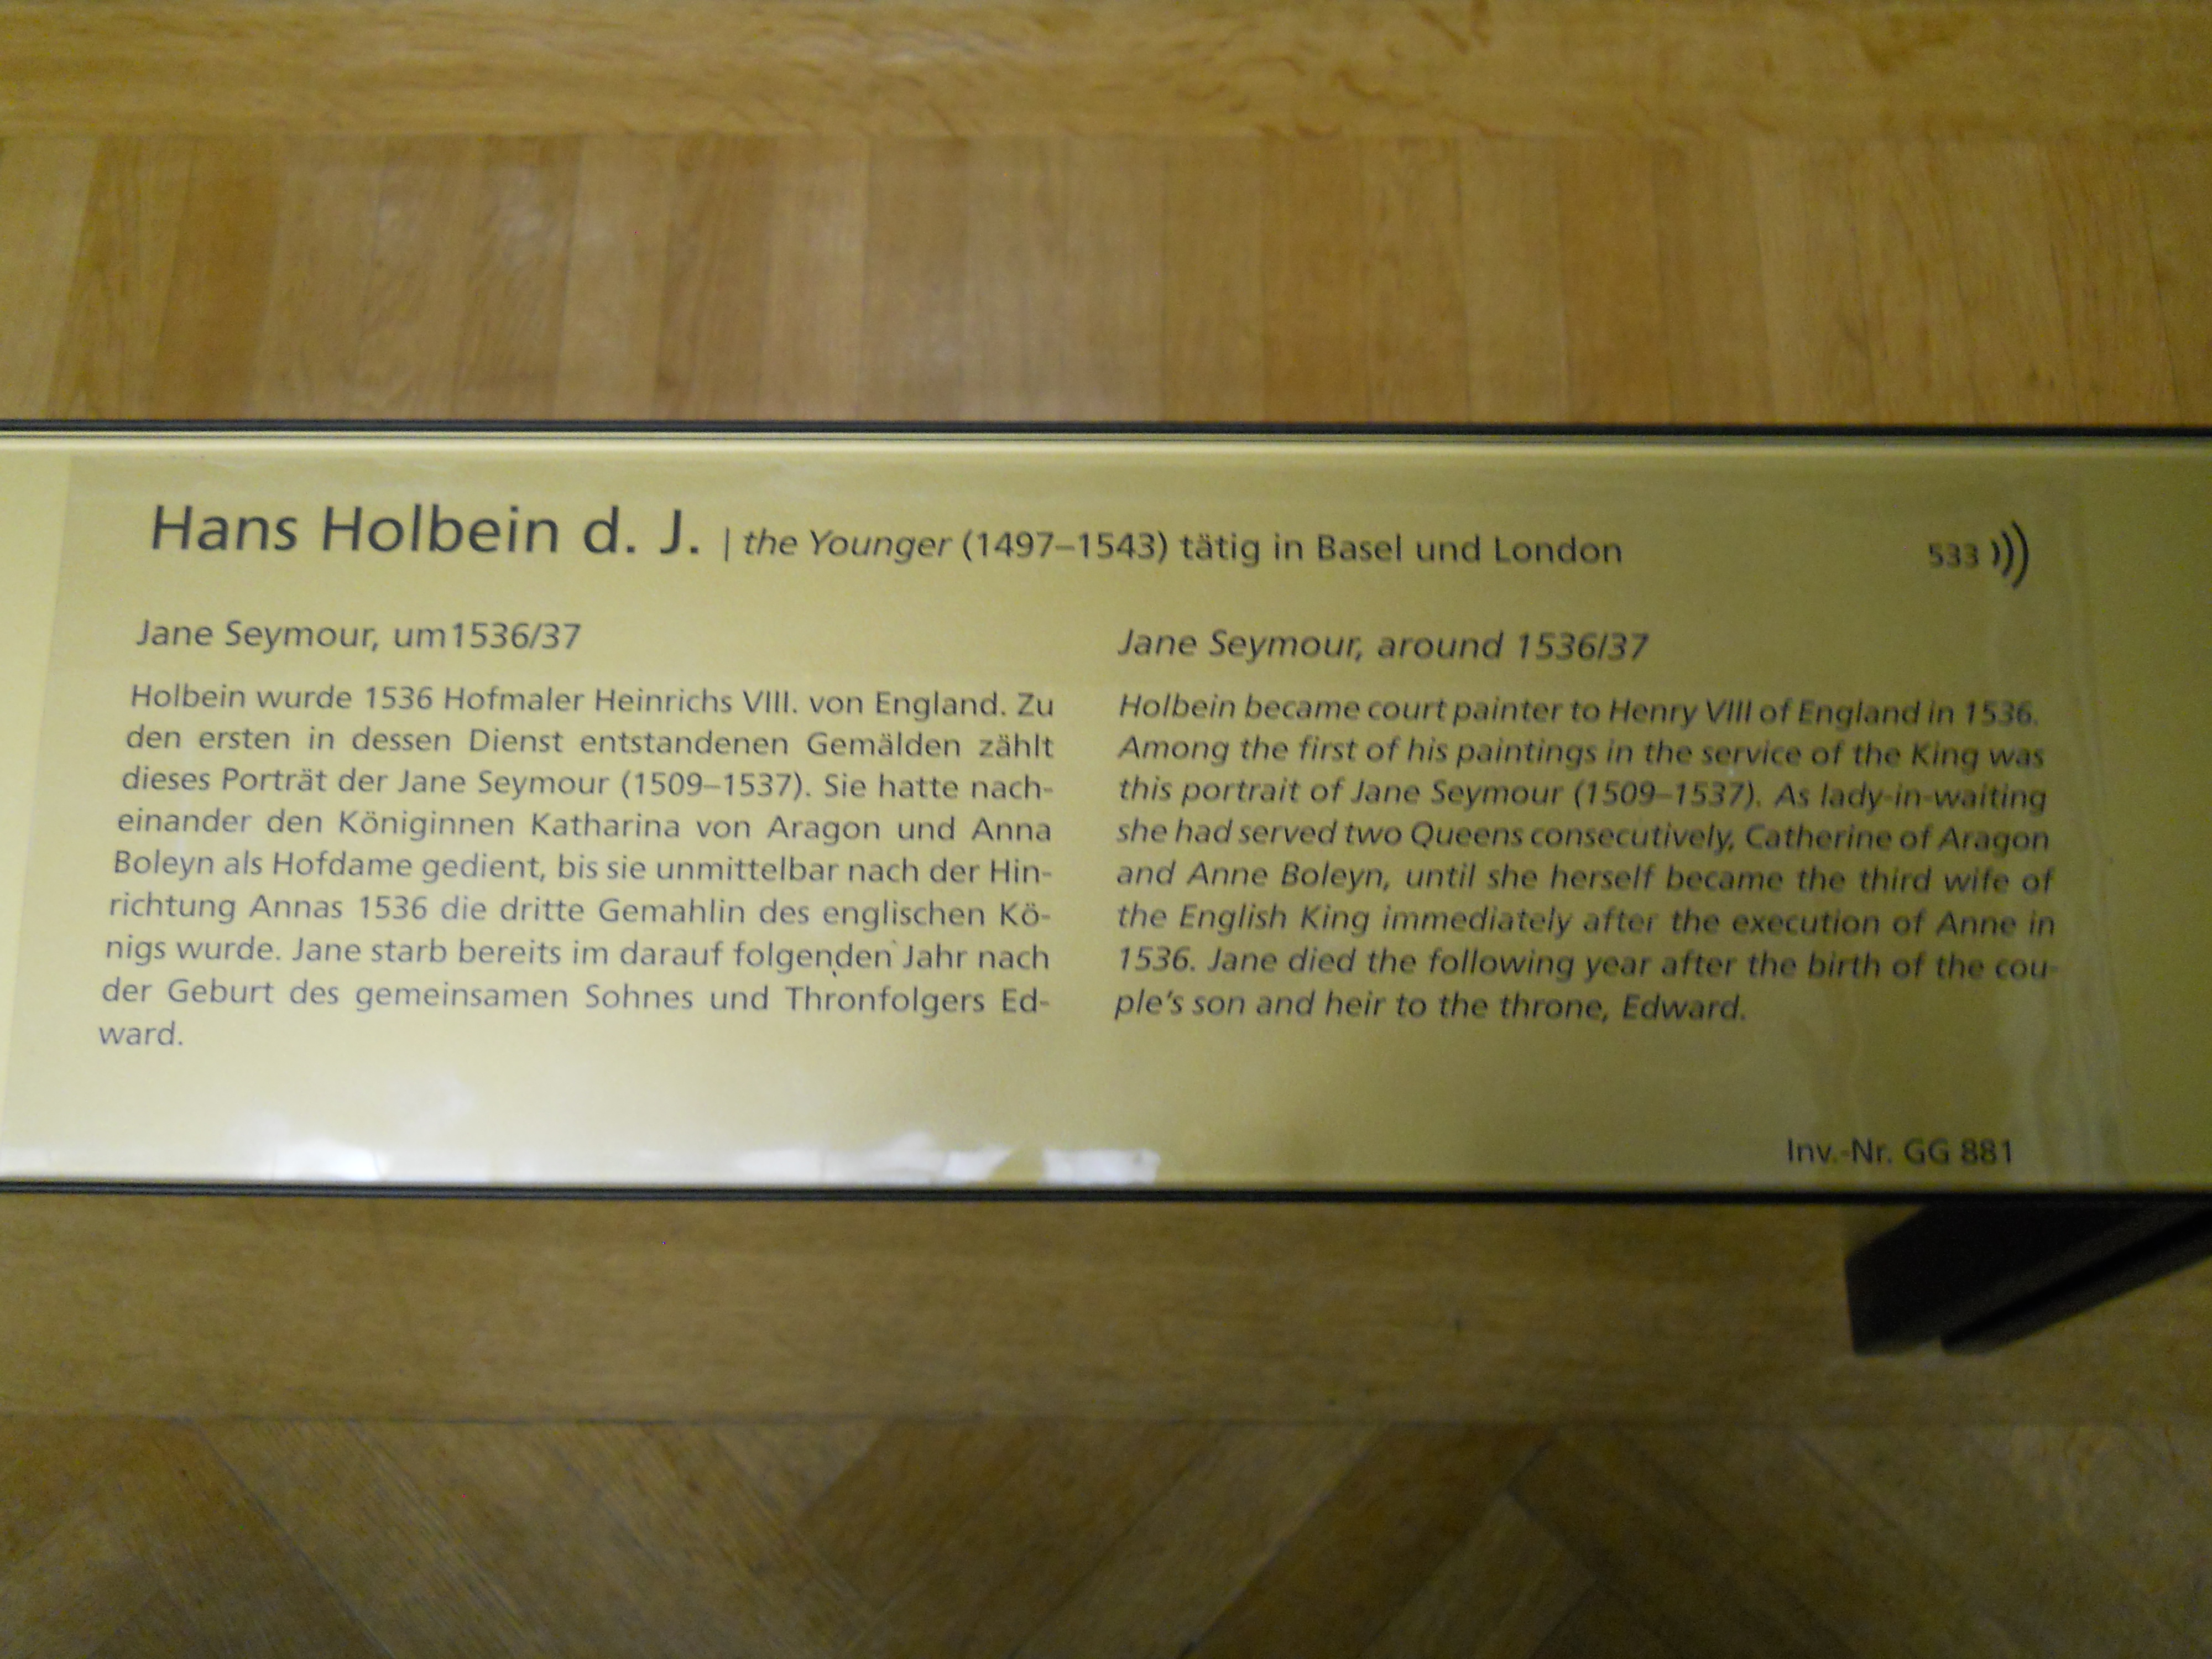 Hans Holbein d. J. | the Younger (1497–1543) tätig in Basel und London
533
Jane Seymour, um 1536/37
Holbein wurde 1536 Hofmaler Heinrichs VIII. von England. Zu
den ersten in dessen Dienst entstandenen Gemälden zählt
dieses Porträt der Jane Seymour (1509–1537). Sie hatte nach-
einander den Königinnen Katharina von Aragon und Anna
Boleyn als Hofdame gedient, bis sie unmittelbar nach der Hin-
richtung Annas 1536 die dritte Gemahlin des englischen Kö-
nigs wurde. Jane starb bereits im darauf folgenden Jahr nach
der Geburt des gemeinsamen Sohnes und Thronfolgers Ed-
ward.
Jane Seymour, around 1536/37
Holbein became court painter to Henry VIII of England in 1536.
Among the first of his paintings in the service of the King was
this portrait of Jane Seymour (1509–1537). As lady-in-waiting
she had served two Queens consecutively, Catherine of Aragon
and Anne Boleyn, until she herself became the third wife of
the English King immediately after the execution of Anne in
1536. Jane died the following year after the birth of the cou-
ple's son and heir to the throne, Edward.
Inv.-Nr. GG 881